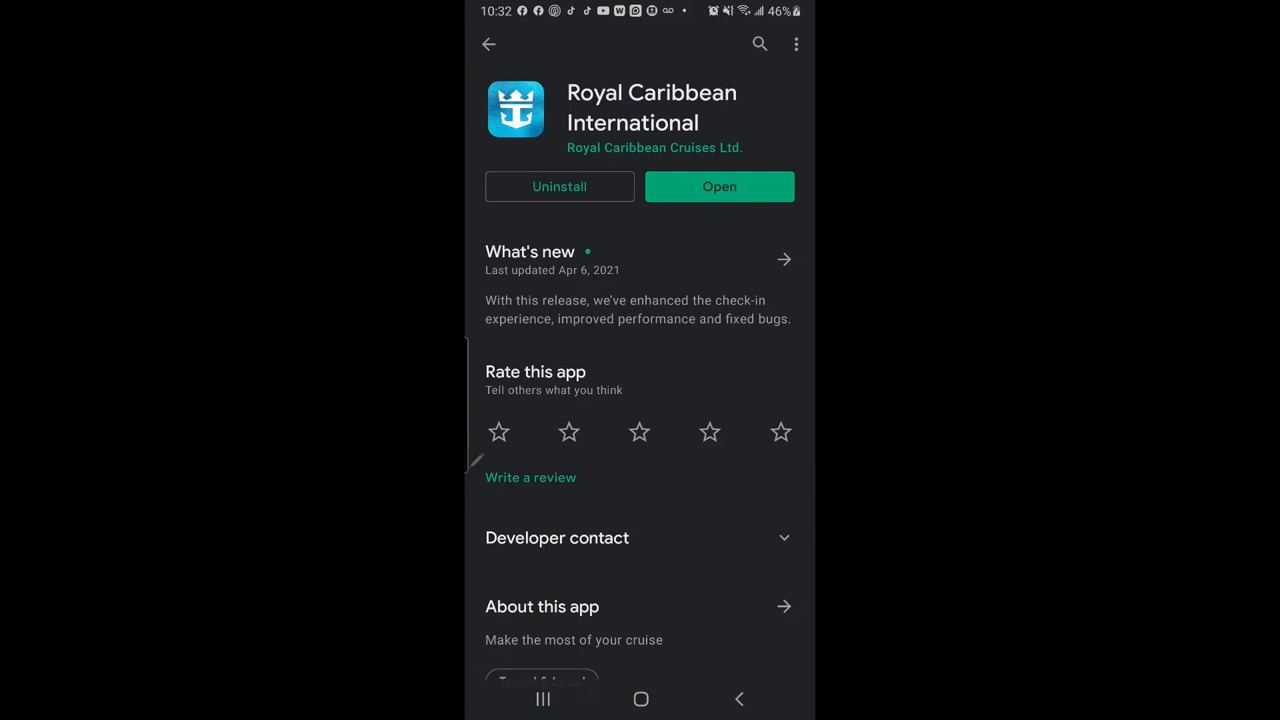 10:32 46%
Royal Caribbean
International
Royal Caribbean Cruises Ltd.
Uninstall
Open
What's new
Last updated Apr 6, 2021
With this release, we've enhanced the check-in
experience, improved performance and fixed bugs.
Rate this app
Tell others what you think
Write a review
Developer contact
About this app
Make the most of your cruise